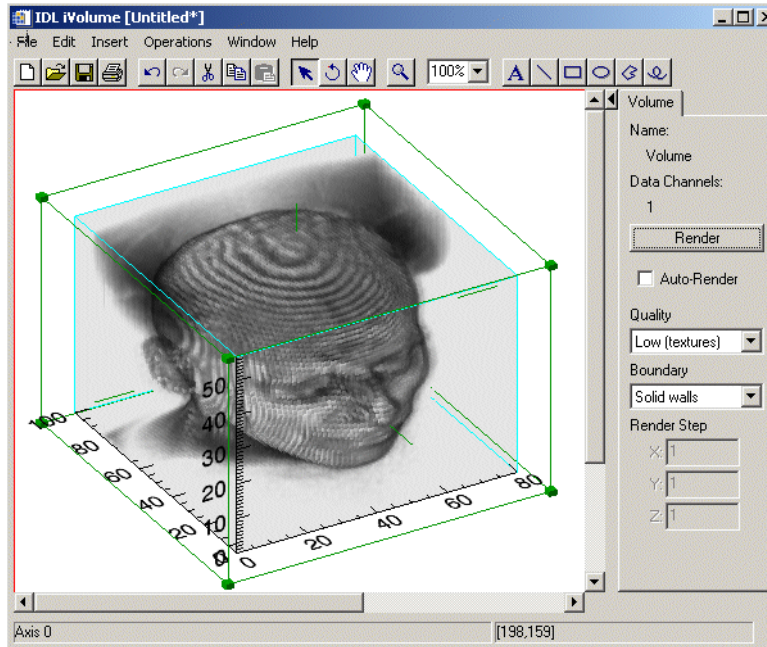 IDL iVolume [Untitled*]
File Edit Insert Operations Window Help
100% A
Volume
Name:
Volume
Data Channels:
1
Render
Auto-Render
Quality
Low (textures)
Boundary
Solid walls
Render Step
X: 1
Y: 1
Z: 1
50
40
30
20
10
0
100
80
60
40
20
0
0
20
40
60
80
Axis 0
[198,159]